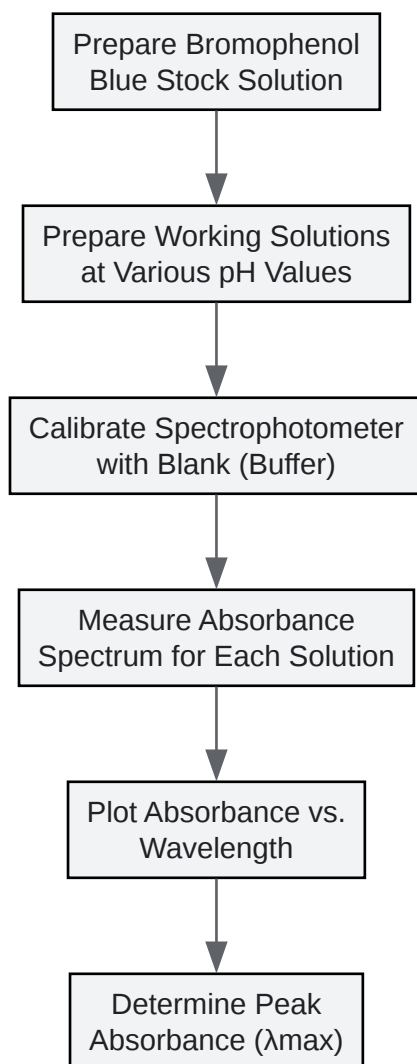 Prepare Bromophenol
Blue Stock Solution
Prepare Working Solutions
at Various pH Values
Calibrate Spectrophotometer
with Blank (Buffer)
Measure Absorbance
Spectrum for Each Solution
Plot Absorbance vs.
Wavelength
Determine Peak
Absorbance (λmax)